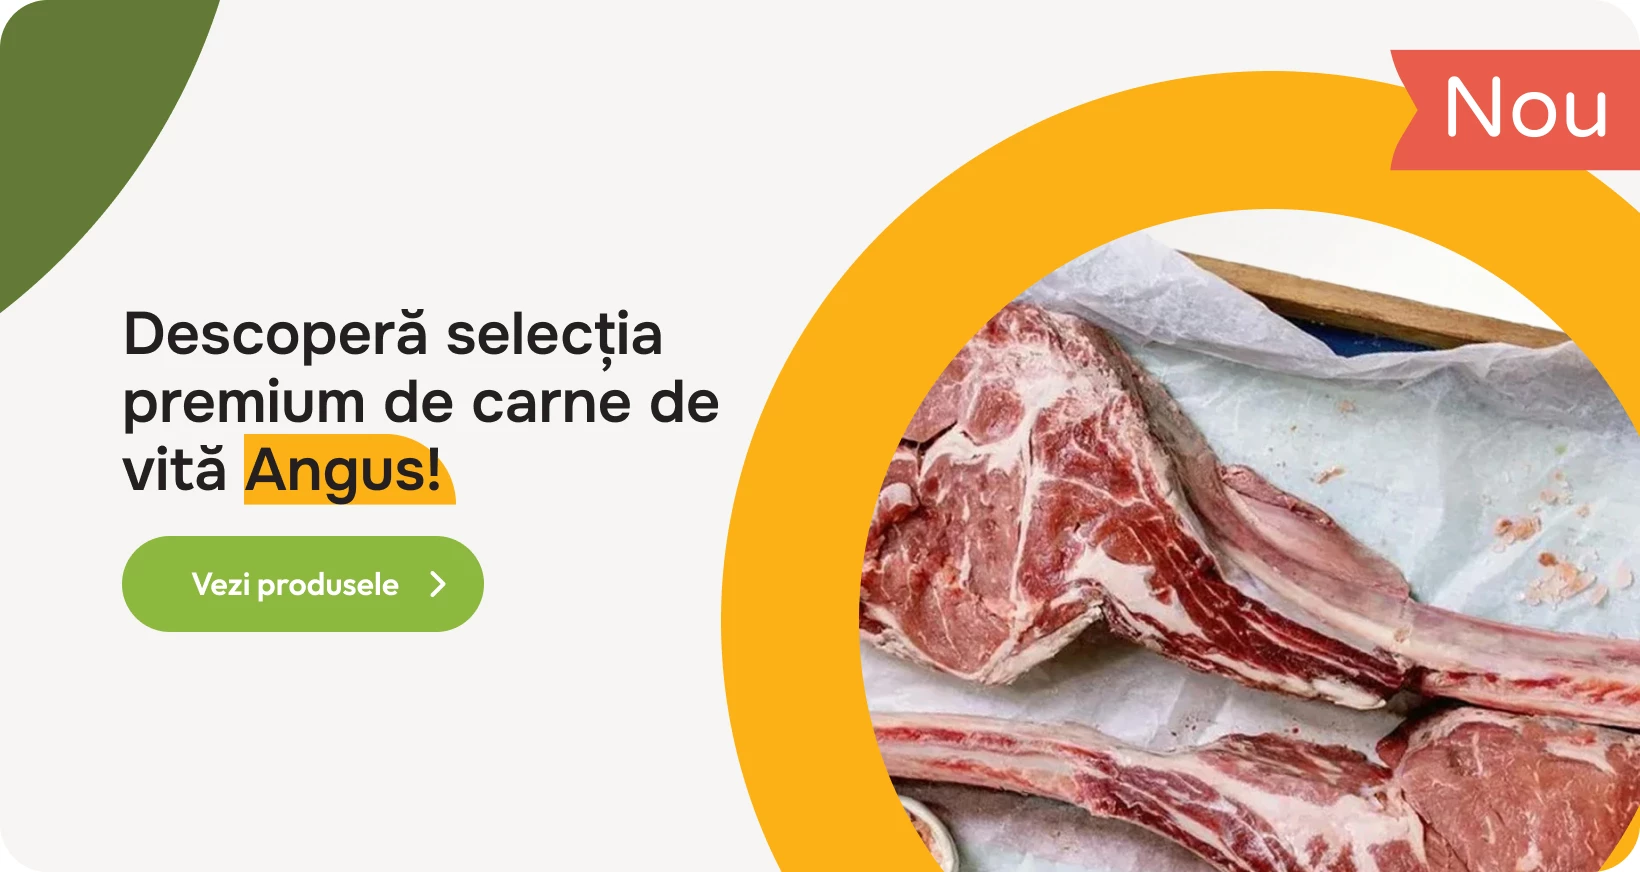 Nou
Descoperă selecția
premium de carne de
vită Angus!
Vezi produsele